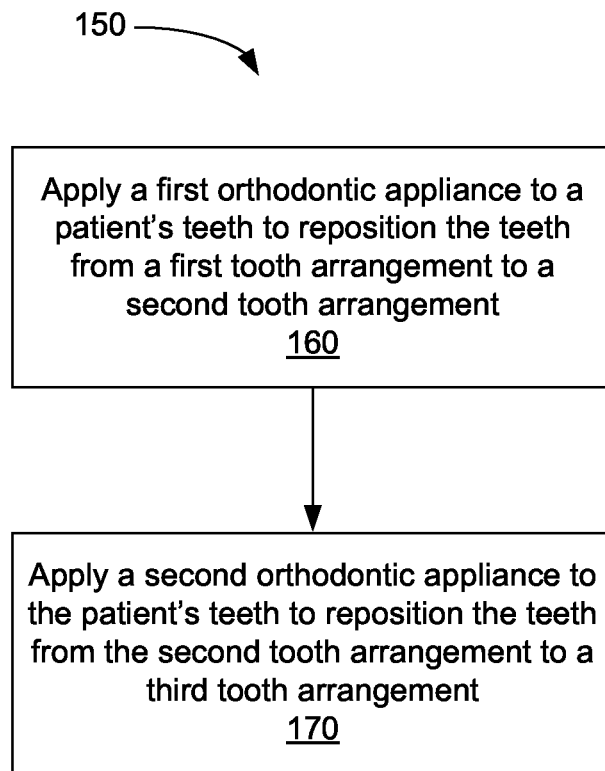 150
Apply a first orthodontic appliance to a
patient’s teeth to reposition the teeth
from a first tooth arrangement to a
second tooth arrangement
160
Apply a second orthodontic appliance to
the patient’s teeth to reposition the teeth
from the second tooth arrangement to a
third tooth arrangement
170